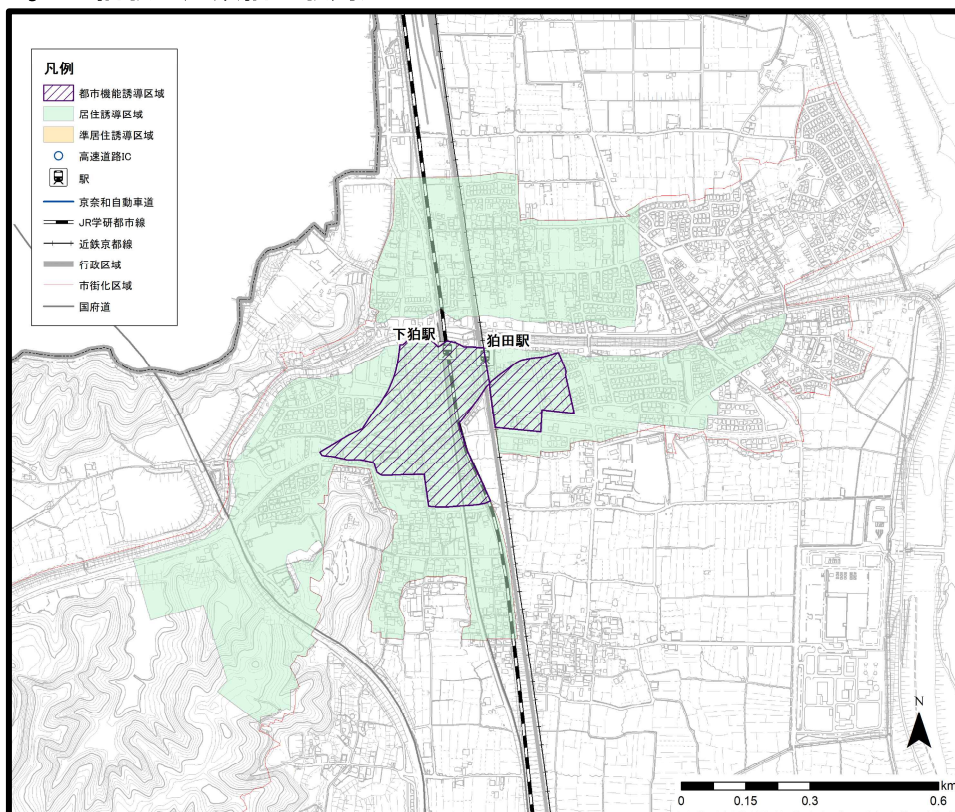 凡例
都市機能誘導区域
居住誘導区域
準居住誘導区域
高速道路IC
駅
京奈和自動車道
JR学研都市線
近鉄京都線
行政区域
市街化区域
国府道
下狛駅
狛田駅
N
km
0 0.15 0.3 0.6